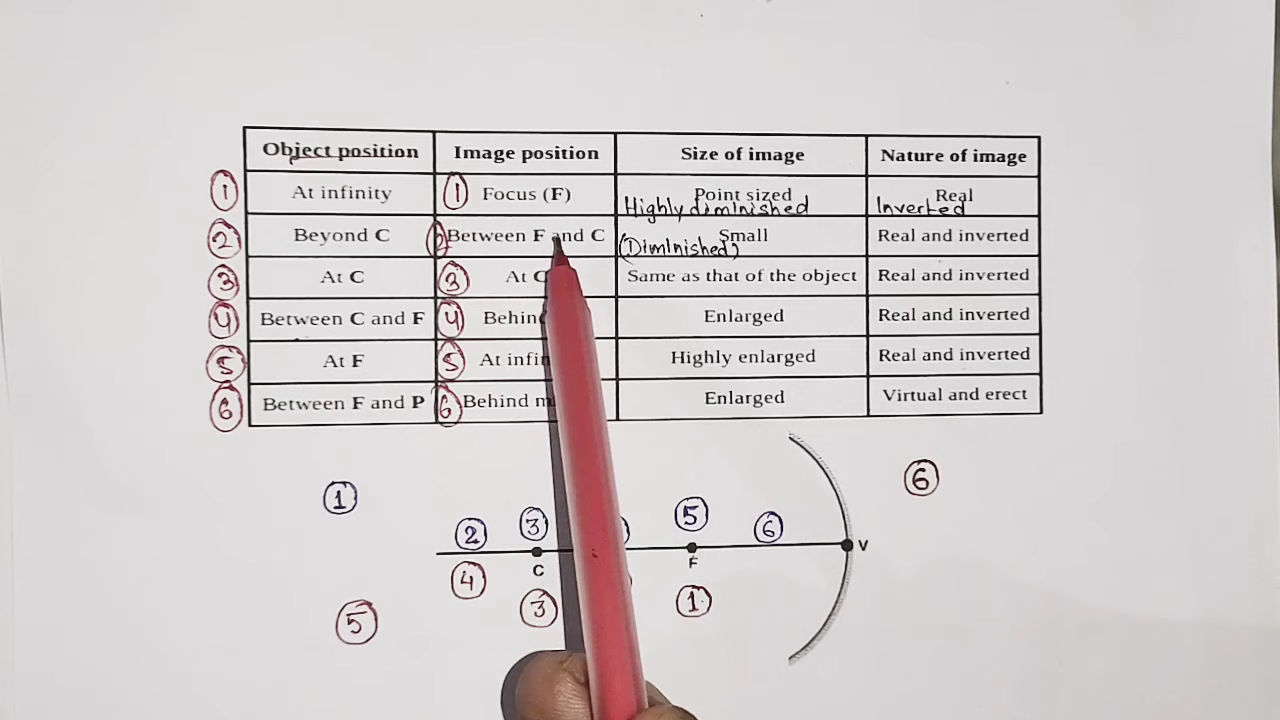 Object position Image position Size of image Nature of image
① At infinity ① Focus (F) Point sized Real
Highly diminished Inverted
② Beyond C ② Between F and C Small Real and inverted
(Diminished)
③ At C ③ At C Same as that of the object Real and inverted
④ Between C and F ④ Behind Enlarged Real and inverted
⑤ At F ⑤ At Highly enlarged Real and inverted
⑥ Between F and P ⑥ Behind Enlarged Virtual and erect
① ⑥
② ③ ⑤ ⑥
C F V
④ ③ ①
⑤